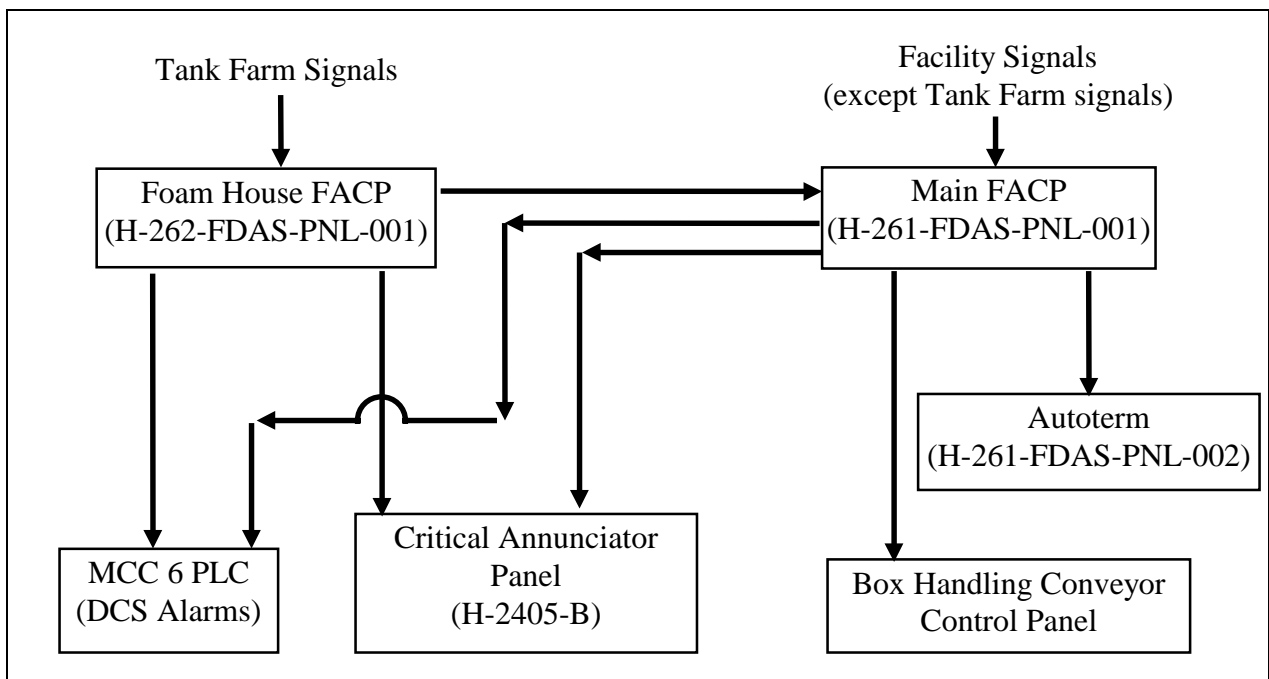 Tank Farm Signals
Facility Signals
(except Tank Farm signals)
Foam House FACP
(H-262-FDAS-PNL-001)
Main FACP
(H-261-FDAS-PNL-001)
Autoterm
(H-261-FDAS-PNL-002)
Critical Annunciator
Panel
(H-2405-B)
MCC 6 PLC
(DCS Alarms)
Box Handling Conveyor
Control Panel